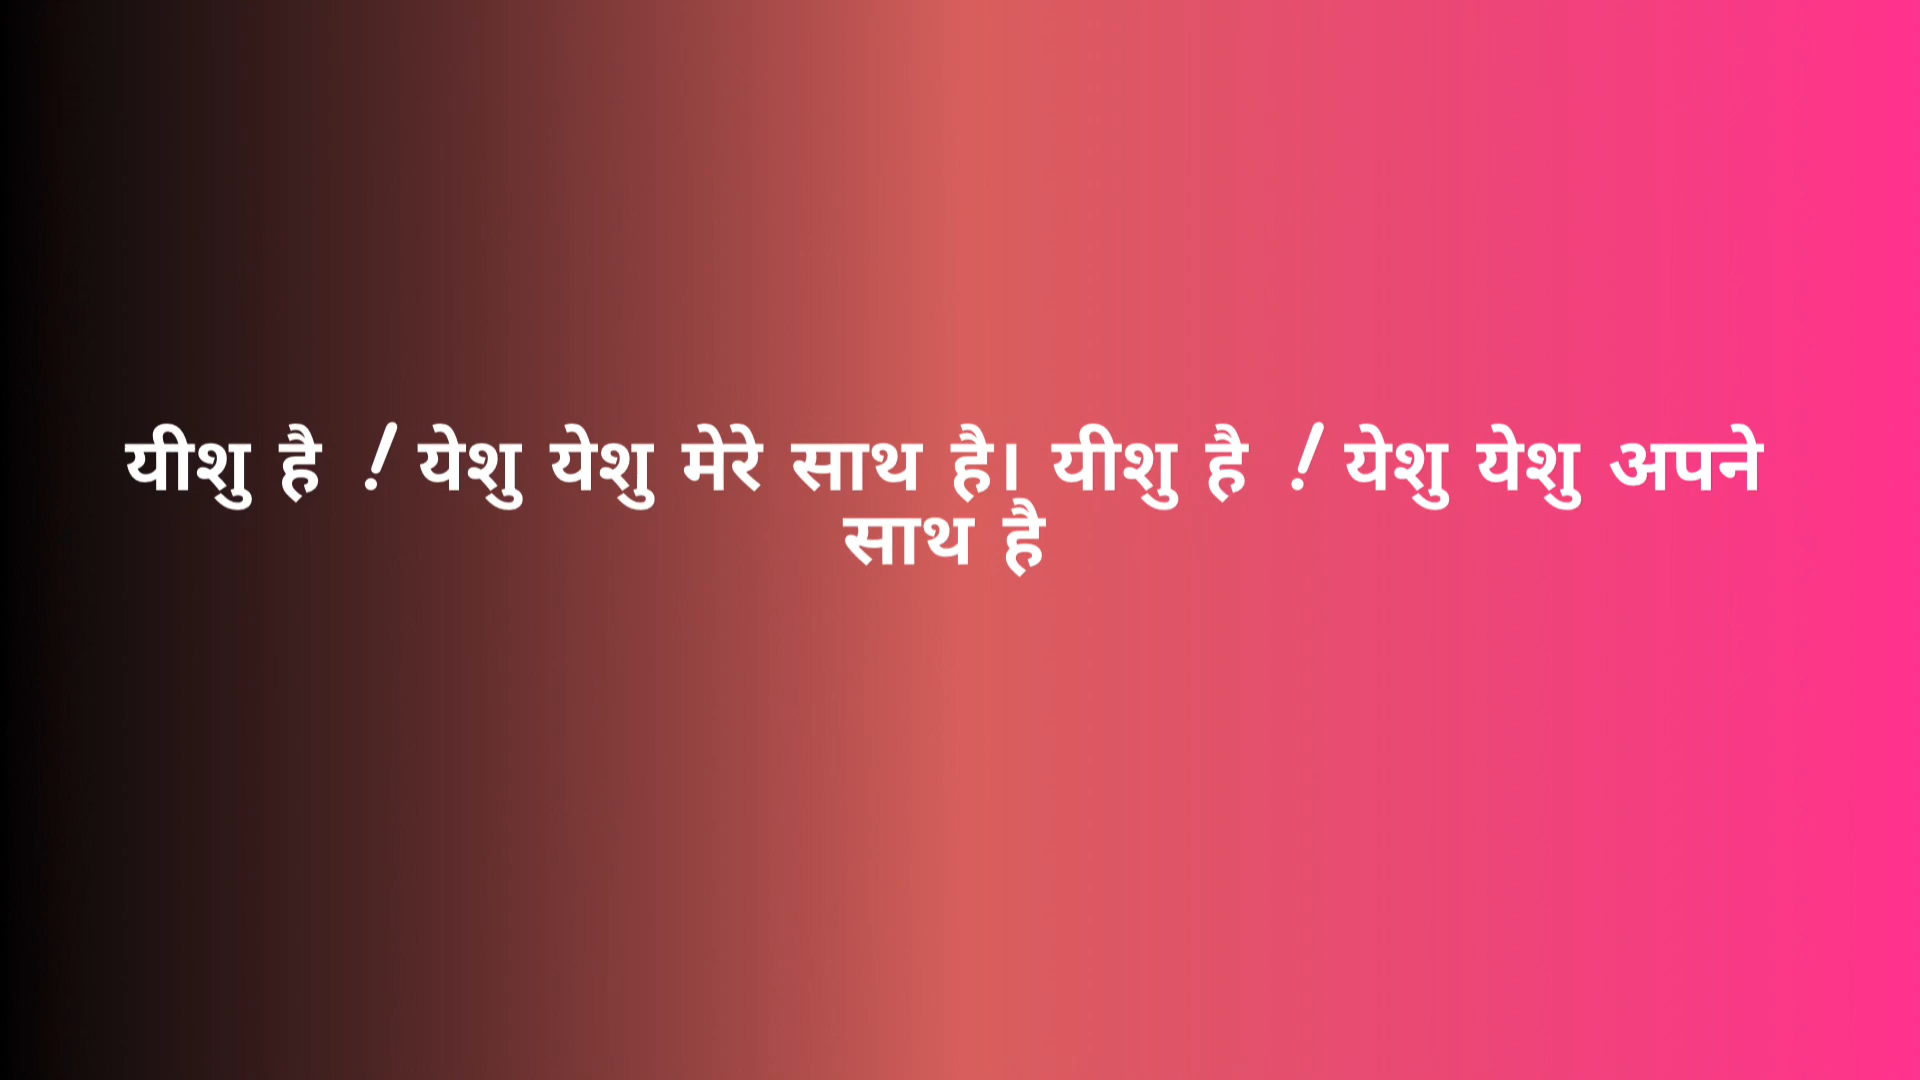 यीशु है ! येशु येशु मेरे साथ है। यीशु है ! येशु येशु अपने
साथ है